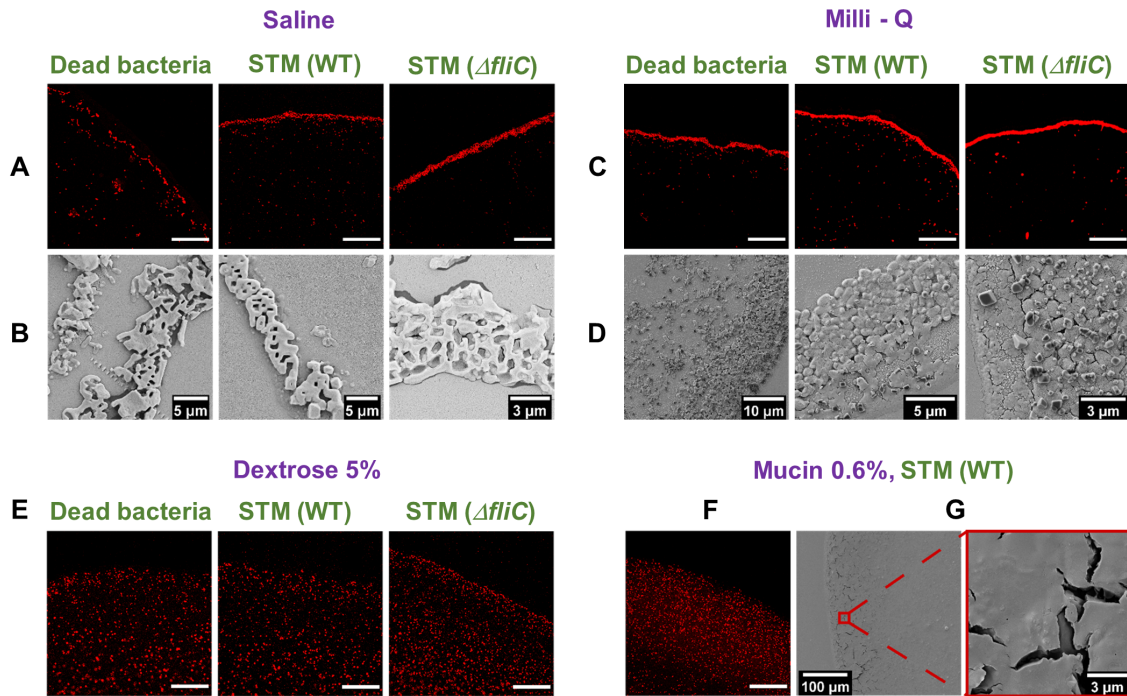 Saline
Milli - Q
Dead bacteria STM (WT) STM (ΔfliC)
Dead bacteria STM (WT) STM (ΔfliC)
A
C
B
D
5 µm 5 µm 3 µm
10 µm 5 µm 3 µm
Dextrose 5%
Mucin 0.6%, STM (WT)
E
Dead bacteria STM (WT) STM (ΔfliC)
F G
100 µm 3 µm